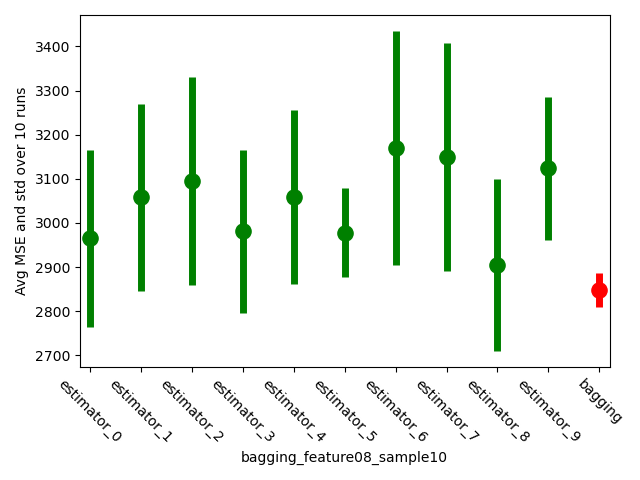 Avg MSE and std over 10 runs
3400
3300
3200
3100
3000
2900
2800
2700
estimator_0
estimator_1
estimator_2
estimator_3
estimator_4
estimator_5
estimator_6
estimator_7
estimator_8
estimator_9
bagging
bagging_feature08_sample10